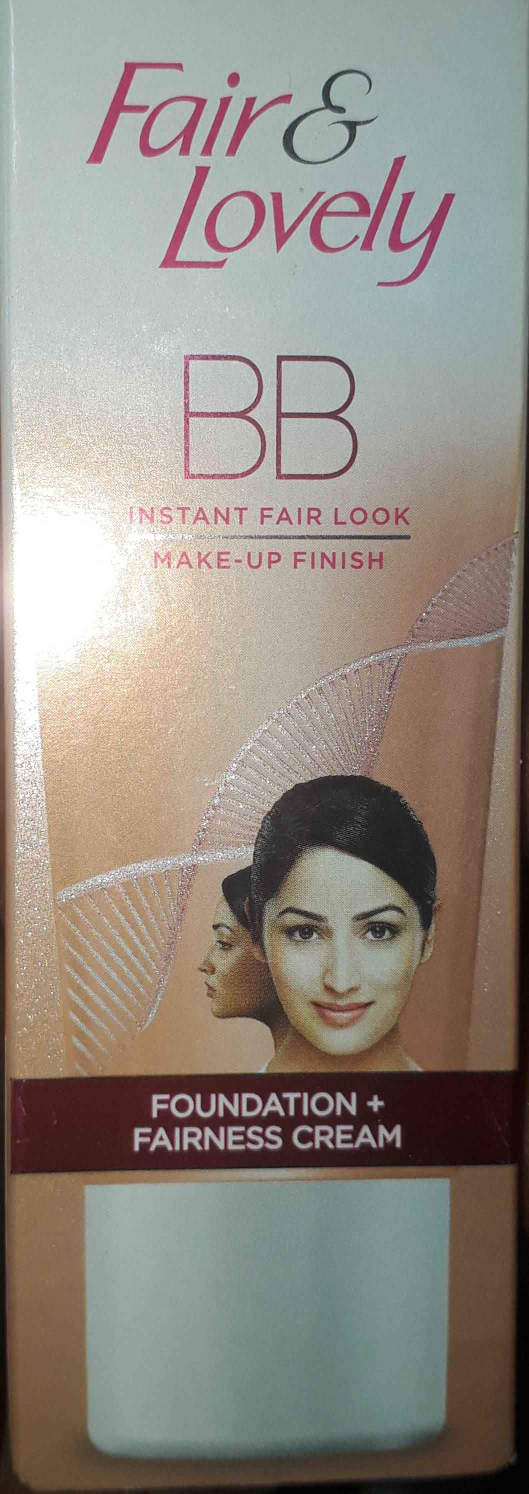 Fair &
Lovely
BB
INSTANT FAIR LOOK
MAKE-UP FINISH
FOUNDATION +
FAIRNESS CREAM